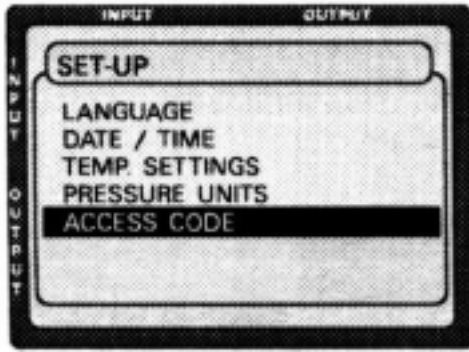 INPUT OUTPUT
INPUT OUTPUT
SET-UP
LANGUAGE
DATE / TIME
TEMP. SETTINGS
PRESSURE UNITS
ACCESS CODE